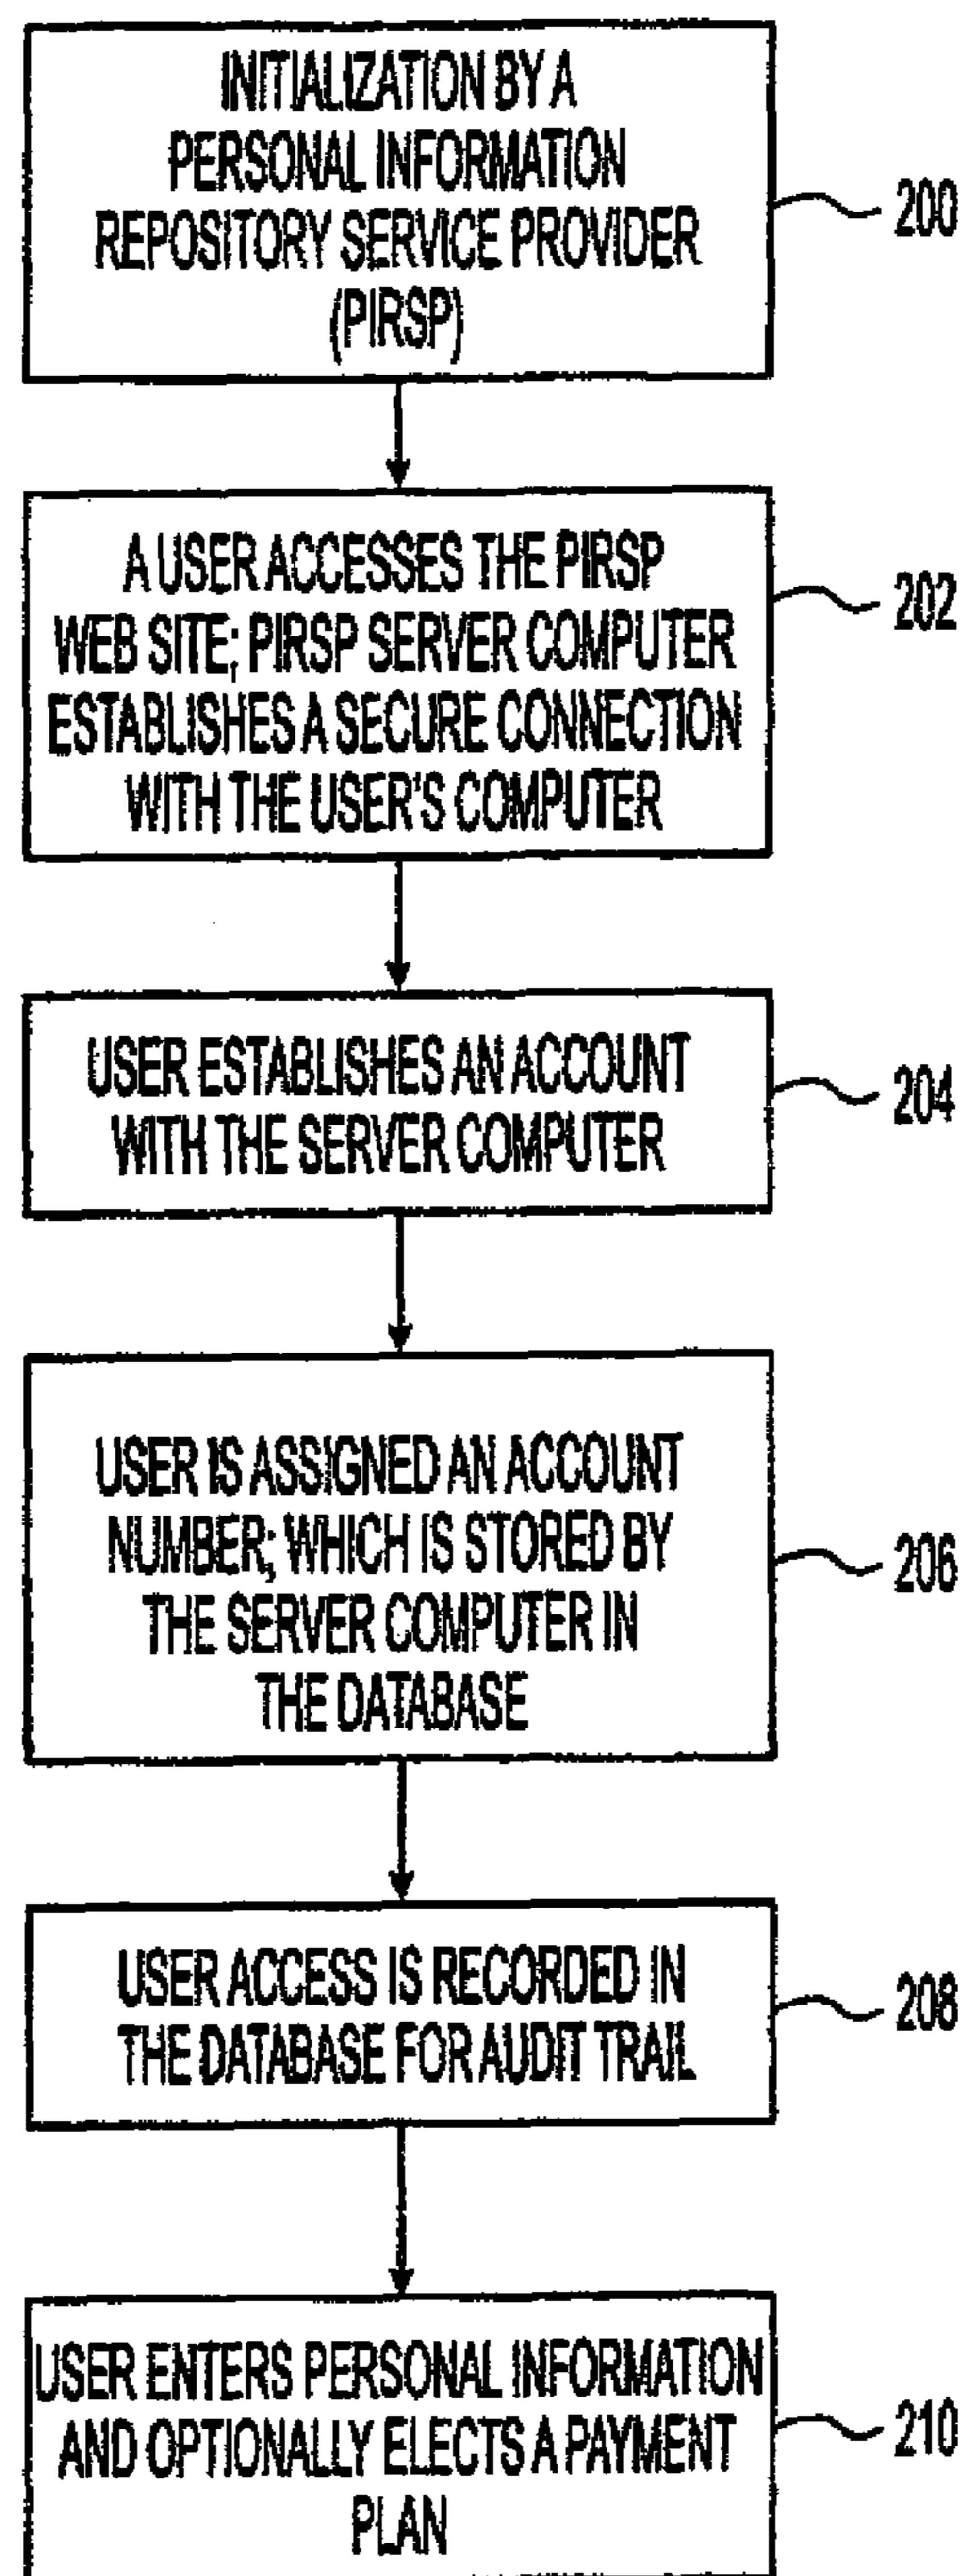 INITIALIZATION BY A
PERSONAL INFORMATION
REPOSITORY SERVICE PROVIDER
(PIRSP)
200
A USER ACCESSES THE PIRSP
WEB SITE; PIRSP SERVER COMPUTER
ESTABLISHES A SECURE CONNECTION
WITH THE USER'S COMPUTER
202
USER ESTABLISHES AN ACCOUNT
WITH THE SERVER COMPUTER
204
USER IS ASSIGNED AN ACCOUNT
NUMBER; WHICH IS STORED BY
THE SERVER COMPUTER IN
THE DATABASE
206
USER ACCESS IS RECORDED IN
THE DATABASE FOR AUDIT TRAIL
208
USER ENTERS PERSONAL INFORMATION
AND OPTIONALLY ELECTS A PAYMENT
PLAN
210